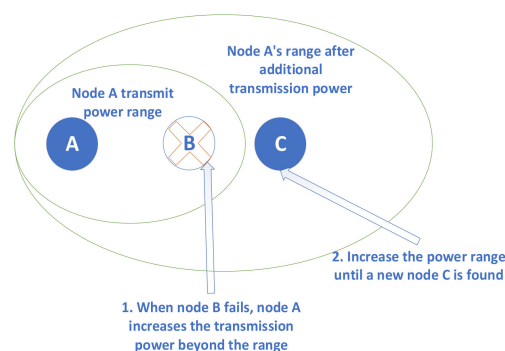 Node A's range after
additional
transmission power
Node A transmit
power range
A
B
C
2. Increase the power range
until a new node C is found
1. When node B fails, node A
increases the transmission
power beyond the range